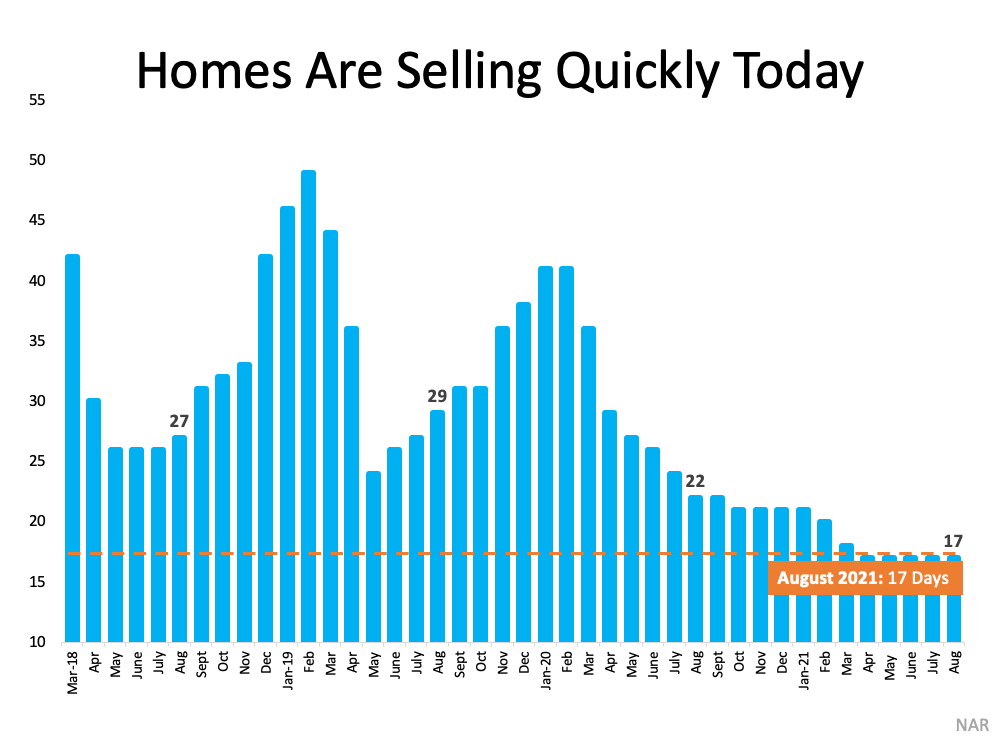 Homes Are Selling Quickly Today
55
50
45
40
35
30
25
20
15
10
27
29
22
17
August 2021: 17 Days
Mar-18
Apr
May
June
July
Aug
Sept
Oct
Nov
Dec
Jan-19
Feb
Mar
Apr
May
June
July
Aug
Sept
Oct
Nov
Dec
Jan-20
Feb
Mar
Apr
May
June
July
Aug
Sept
Oct
Nov
Dec
Jan-21
Feb
Mar
Apr
May
June
July
Aug
NAR